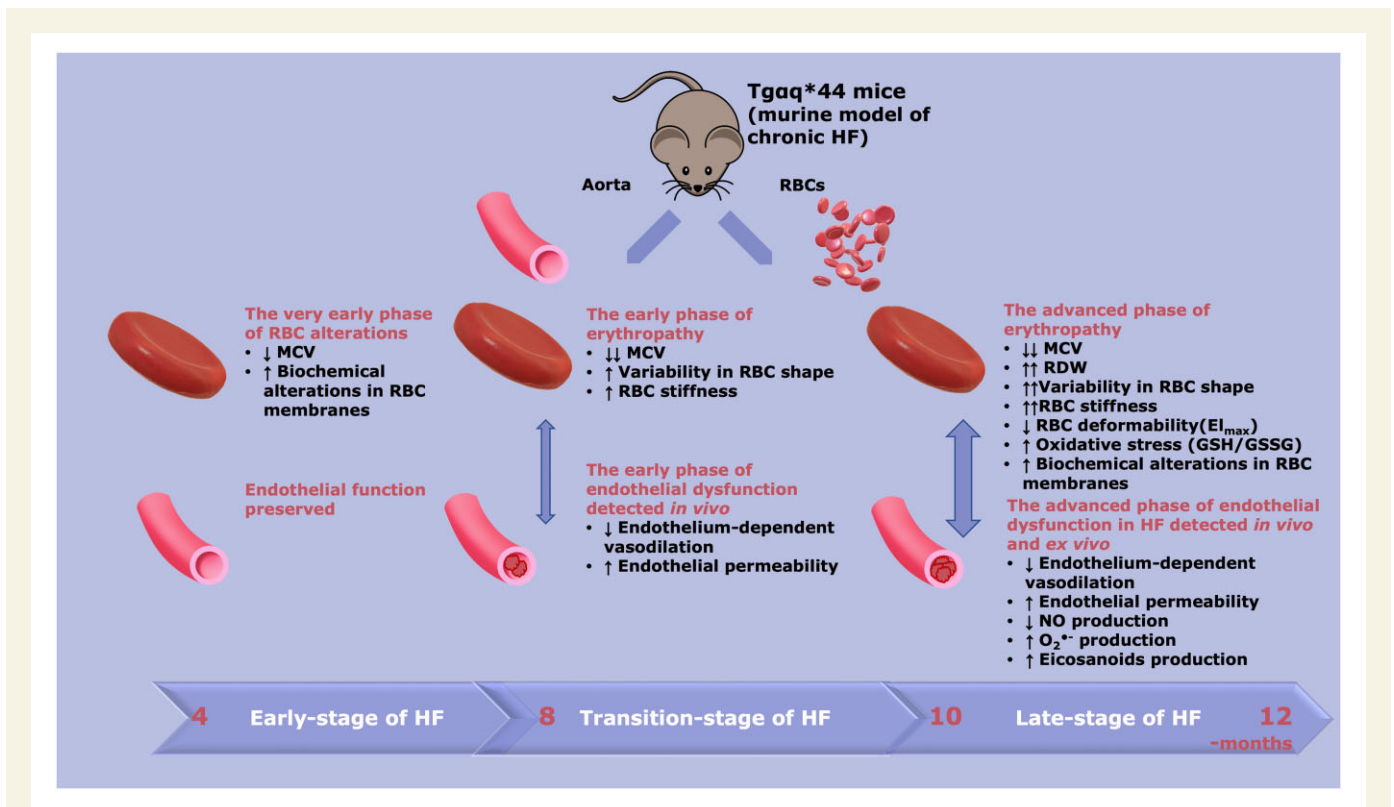 Tgαq*44 mice
(murine model of
chronic HF)
Aorta
RBCs
The very early phase
of RBC alterations
• ↓ MCV
• ↑ Biochemical
alterations in RBC
membranes
Endothelial function
preserved
The early phase of
erythropathy
• ↓↓ MCV
• ↑ Variability in RBC shape
• ↑ RBC stiffness
The early phase of
endothelial dysfunction
detected in vivo
• ↓ Endothelium-dependent
vasodilation
• ↑ Endothelial permeability
The advanced phase of
erythropathy
• ↓↓ MCV
• ↑↑ RDW
• ↑↑Variability in RBC shape
• ↑↑RBC stiffness
• ↓ RBC deformability(EImax)
• ↑ Oxidative stress (GSH/GSSG)
• ↑ Biochemical alterations in RBC
membranes
The advanced phase of endothelial
dysfunction in HF detected in vivo
and ex vivo
• ↓ Endothelium-dependent
vasodilation
• ↑ Endothelial permeability
• ↓ NO production
• ↑ O₂•- production
• ↑ Eicosanoids production
4 Early-stage of HF 8 Transition-stage of HF 10 Late-stage of HF 12
-months